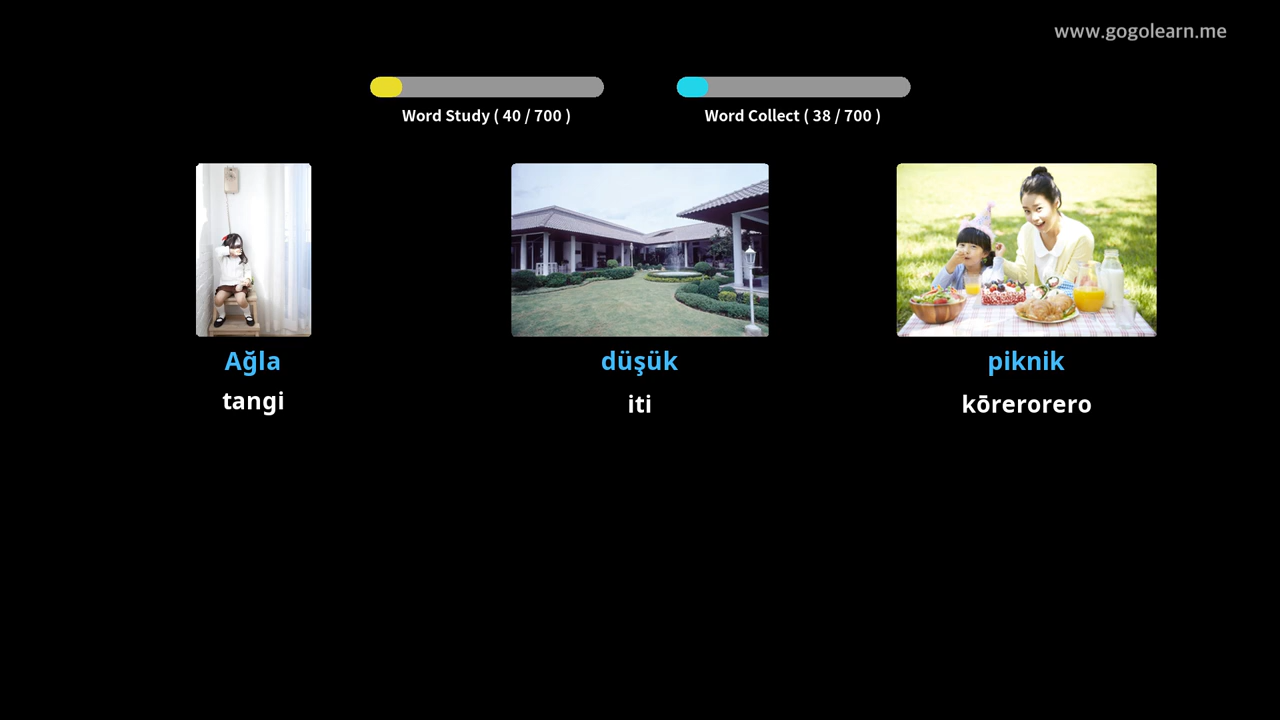 www.gogolearn.me
Word Study ( 40 / 700 )
Word Collect ( 38 / 700 )
Ağla
düşük
piknik
tangi
iti
kōrerorero